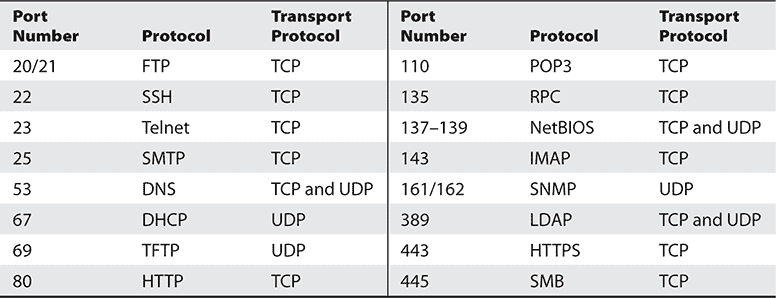 Port Number Protocol Transport Protocol Port Number Protocol Transport Protocol
20/21 FTP TCP 110 POP3 TCP
22 SSH TCP 135 RPC TCP
23 Telnet TCP 137–139 NetBIOS TCP and UDP
25 SMTP TCP 143 IMAP TCP
53 DNS TCP and UDP 161/162 SNMP UDP
67 DHCP UDP 389 LDAP TCP and UDP
69 TFTP UDP 443 HTTPS TCP
80 HTTP TCP 445 SMB TCP